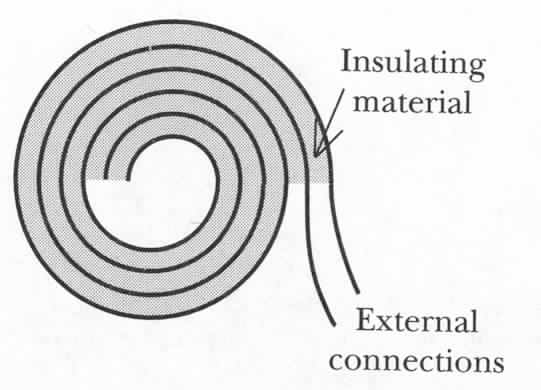 Insulating
material
External
connections